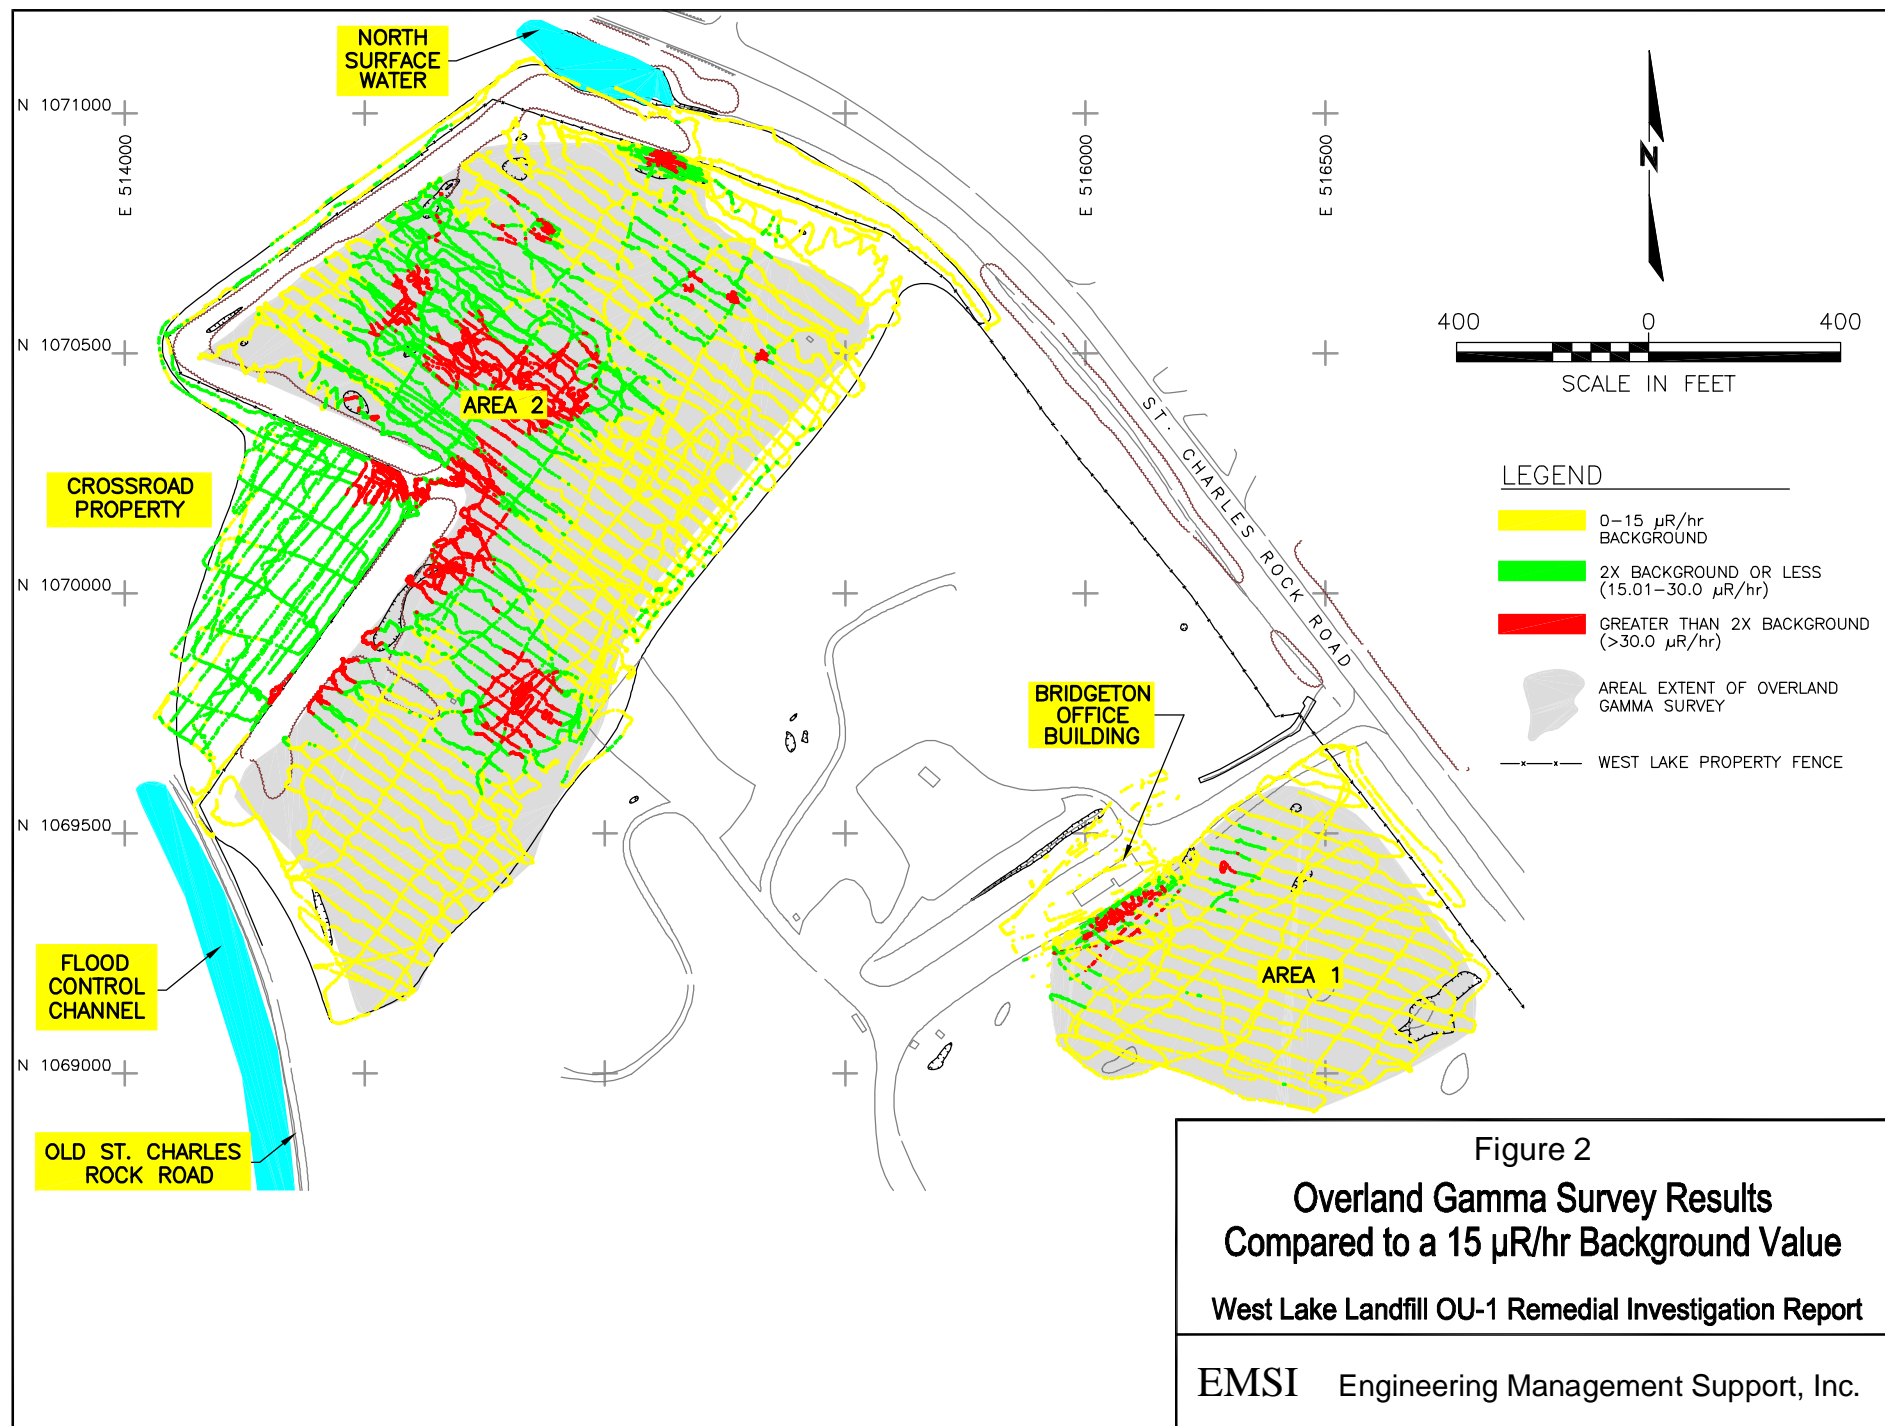 NORTH
SURFACE
WATER
N 1071000
E 514000
E 516000
E 516500
N
400 0 400
SCALE IN FEET
N 1070500
AREA 2
ST. CHARLES ROCK ROAD
CROSSROAD
PROPERTY
LEGEND
0-15 µR/hr
BACKGROUND
2X BACKGROUND OR LESS
(15.01-30.0 µR/hr)
GREATER THAN 2X BACKGROUND
(>30.0 µR/hr)
AREAL EXTENT OF OVERLAND
GAMMA SURVEY
WEST LAKE PROPERTY FENCE
N 1070000
BRIDGETON
OFFICE
BUILDING
N 1069500
AREA 1
FLOOD
CONTROL
CHANNEL
N 1069000
OLD ST. CHARLES
ROCK ROAD
Figure 2
Overland Gamma Survey Results
Compared to a 15 µR/hr Background Value
West Lake Landfill OU-1 Remedial Investigation Report
EMSI Engineering Management Support, Inc.